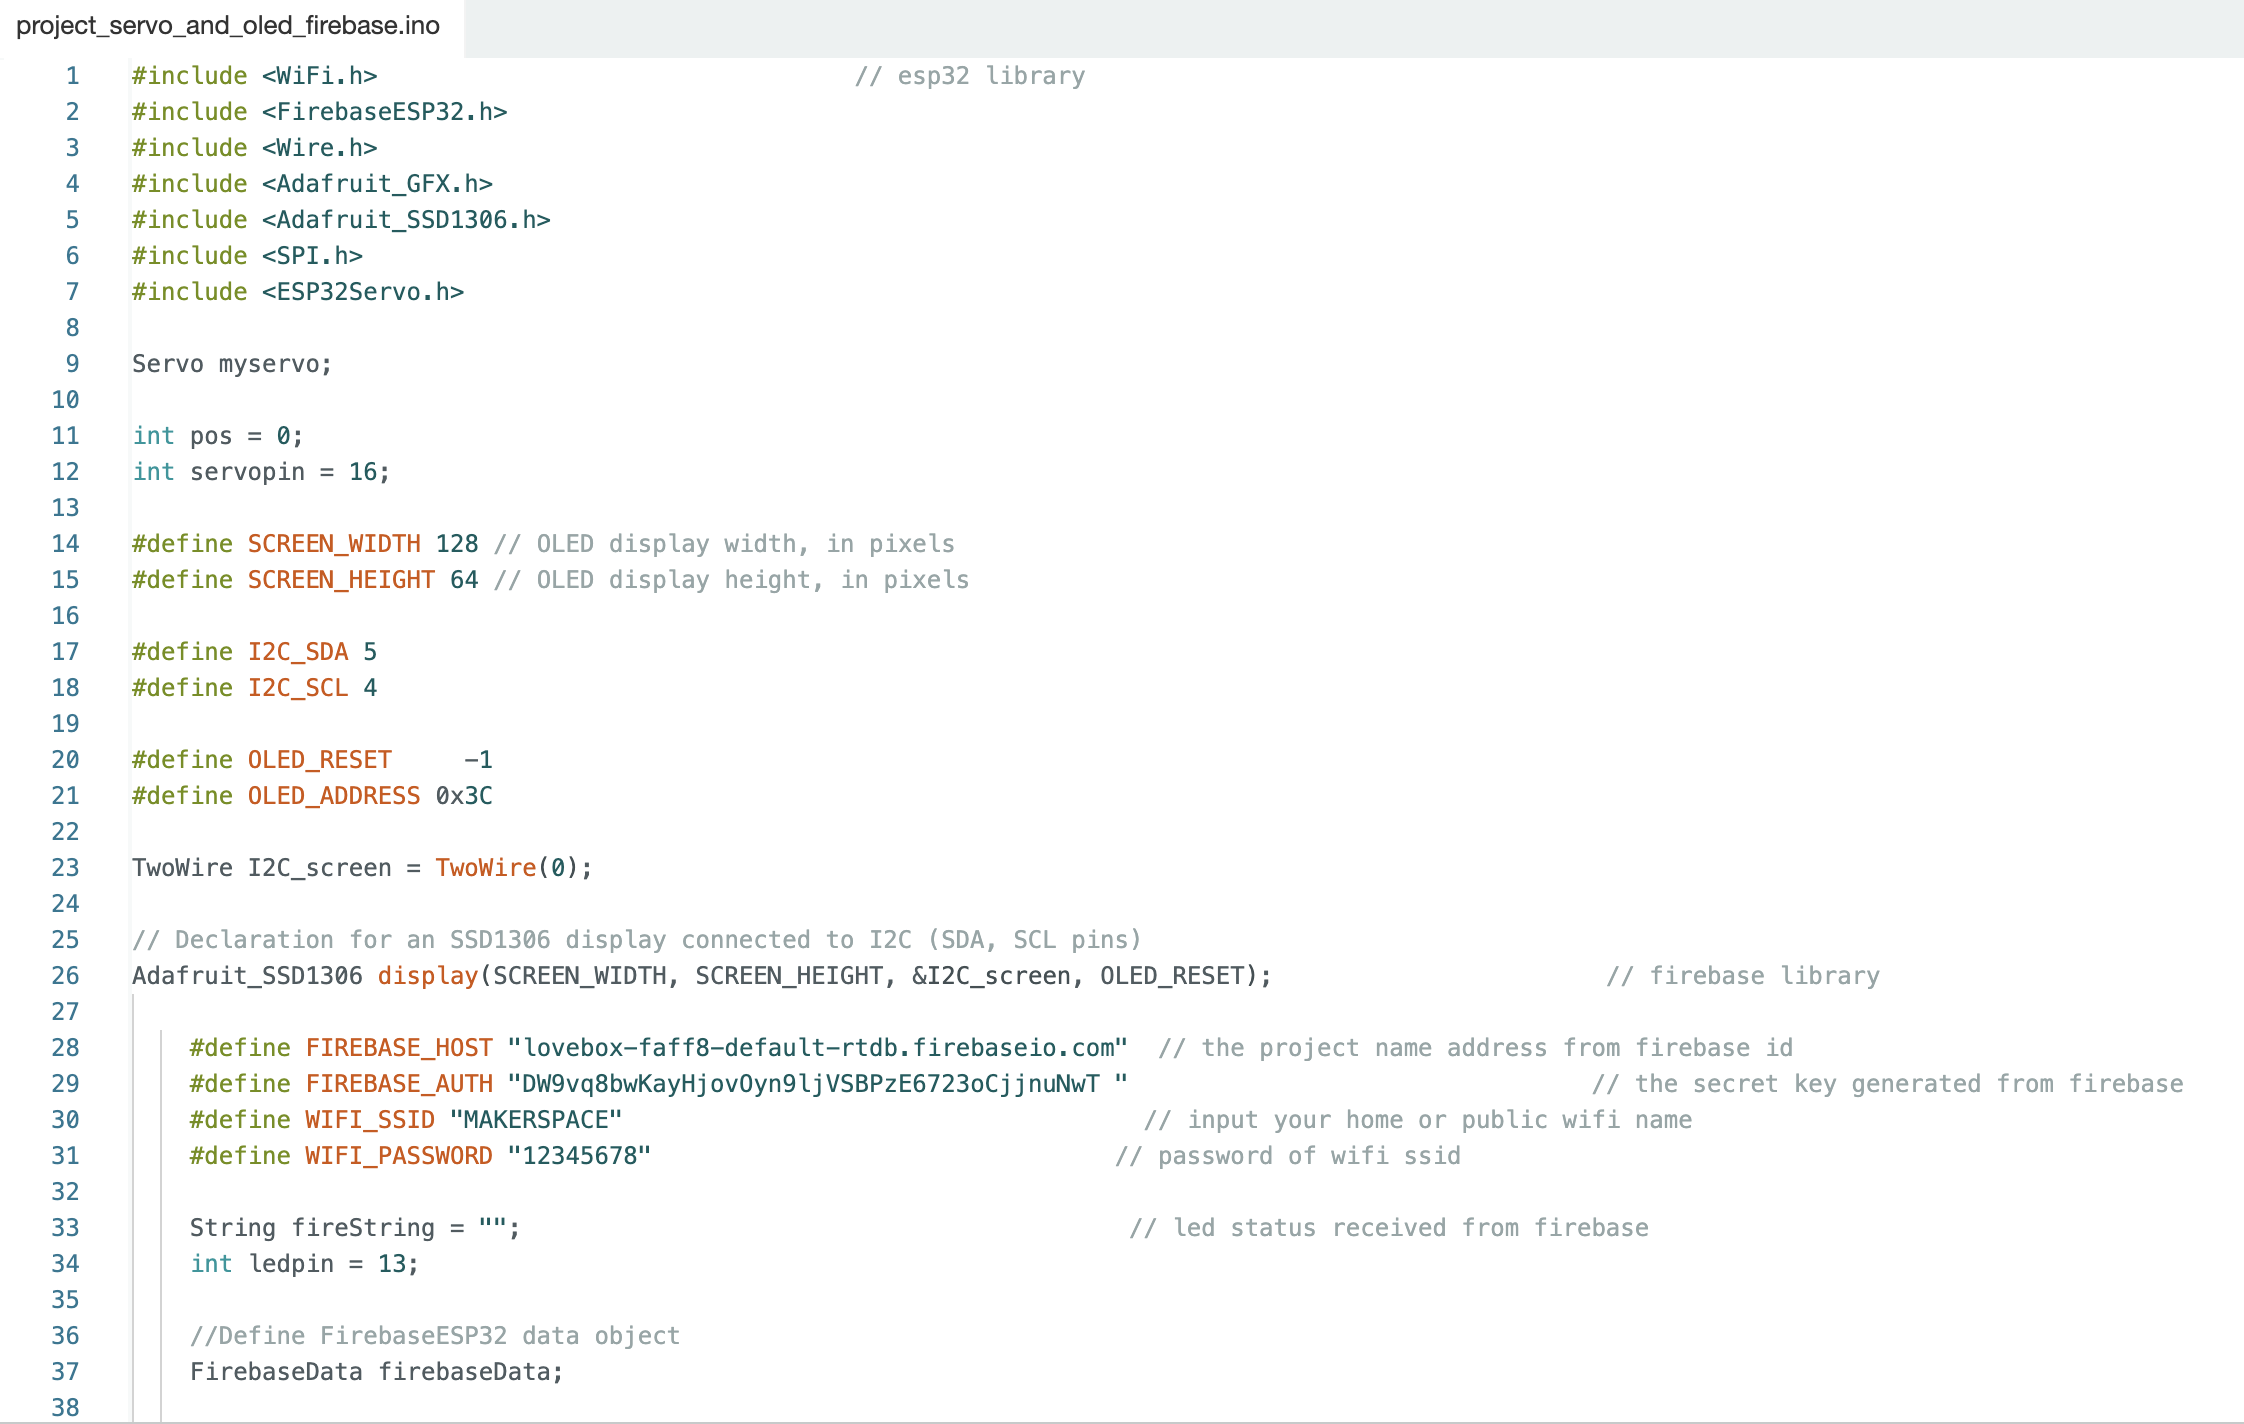 project_servo_and_oled_firebase.ino
1 #include <WiFi.h> // esp32 library
2 #include <FirebaseESP32.h>
3 #include <Wire.h>
4 #include <Adafruit_GFX.h>
5 #include <Adafruit_SSD1306.h>
6 #include <SPI.h>
7 #include <ESP32Servo.h>
8
9 Servo myservo;
10
11 int pos = 0;
12 int servopin = 16;
13
14 #define SCREEN_WIDTH 128 // OLED display width, in pixels
15 #define SCREEN_HEIGHT 64 // OLED display height, in pixels
16
17 #define I2C_SDA 5
18 #define I2C_SCL 4
19
20 #define OLED_RESET     -1
21 #define OLED_ADDRESS 0x3C
22
23 TwoWire I2C_screen = TwoWire(0);
24
25 // Declaration for an SSD1306 display connected to I2C (SDA, SCL pins)
26 Adafruit_SSD1306 display(SCREEN_WIDTH, SCREEN_HEIGHT, &I2C_screen, OLED_RESET); // firebase library
27
28 #define FIREBASE_HOST "lovebox-faff8-default-rtdb.firebaseio.com"  // the project name address from firebase id
29 #define FIREBASE_AUTH "DW9vq8bwKayHjovOyn9ljVSBPzE6723oCjjnuNwT " // the secret key generated from firebase
30 #define WIFI_SSID "MAKERSPACE" // input your home or public wifi name
31 #define WIFI_PASSWORD "12345678" // password of wifi ssid
32
33 String fireString = ""; // led status received from firebase
34 int ledpin = 13;
35
36 //Define FirebaseESP32 data object
37 FirebaseData firebaseData;
38